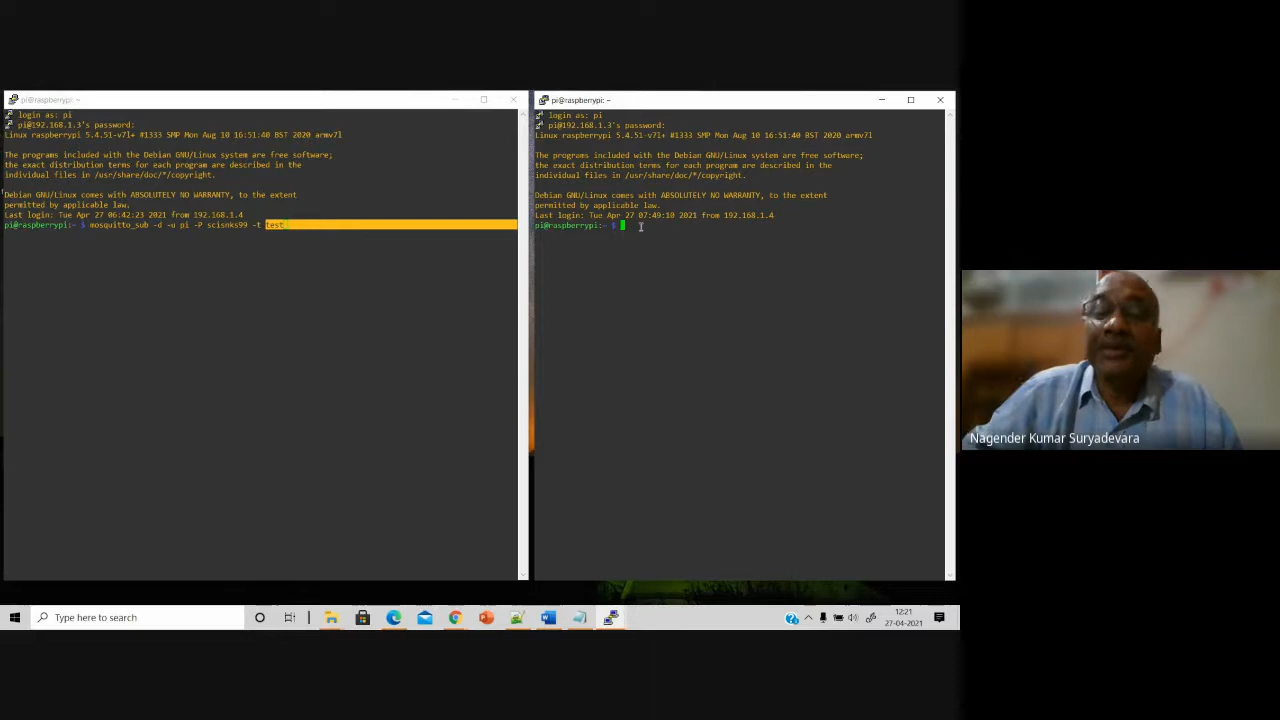 pi@raspberrypi: ~
login as: pi
pi@192.168.1.3's password:
Linux raspberrypi 5.4.51-v7l+ #1333 SMP Mon Aug 10 16:51:40 BST 2020 armv7l
The programs included with the Debian GNU/Linux system are free software;
the exact distribution terms for each program are described in the
individual files in /usr/share/doc/*/copyright.
Debian GNU/Linux comes with ABSOLUTELY NO WARRANTY, to the extent
permitted by applicable law.
Last login: Tue Apr 27 06:42:23 2021 from 192.168.1.4
pi@raspberrypi:~ $ mosquitto_sub -d -u pi -P scisnks99 -t test
pi@raspberrypi: ~
login as: pi
pi@192.168.1.3's password:
Linux raspberrypi 5.4.51-v7l+ #1333 SMP Mon Aug 10 16:51:40 BST 2020 armv7l
The programs included with the Debian GNU/Linux system are free software;
the exact distribution terms for each program are described in the
individual files in /usr/share/doc/*/copyright.
Debian GNU/Linux comes with ABSOLUTELY NO WARRANTY, to the extent
permitted by applicable law.
Last login: Tue Apr 27 07:49:10 2021 from 192.168.1.4
pi@raspberrypi:~ $
Nagender Kumar Suryadevara
Type here to search
12:21
27-04-2021